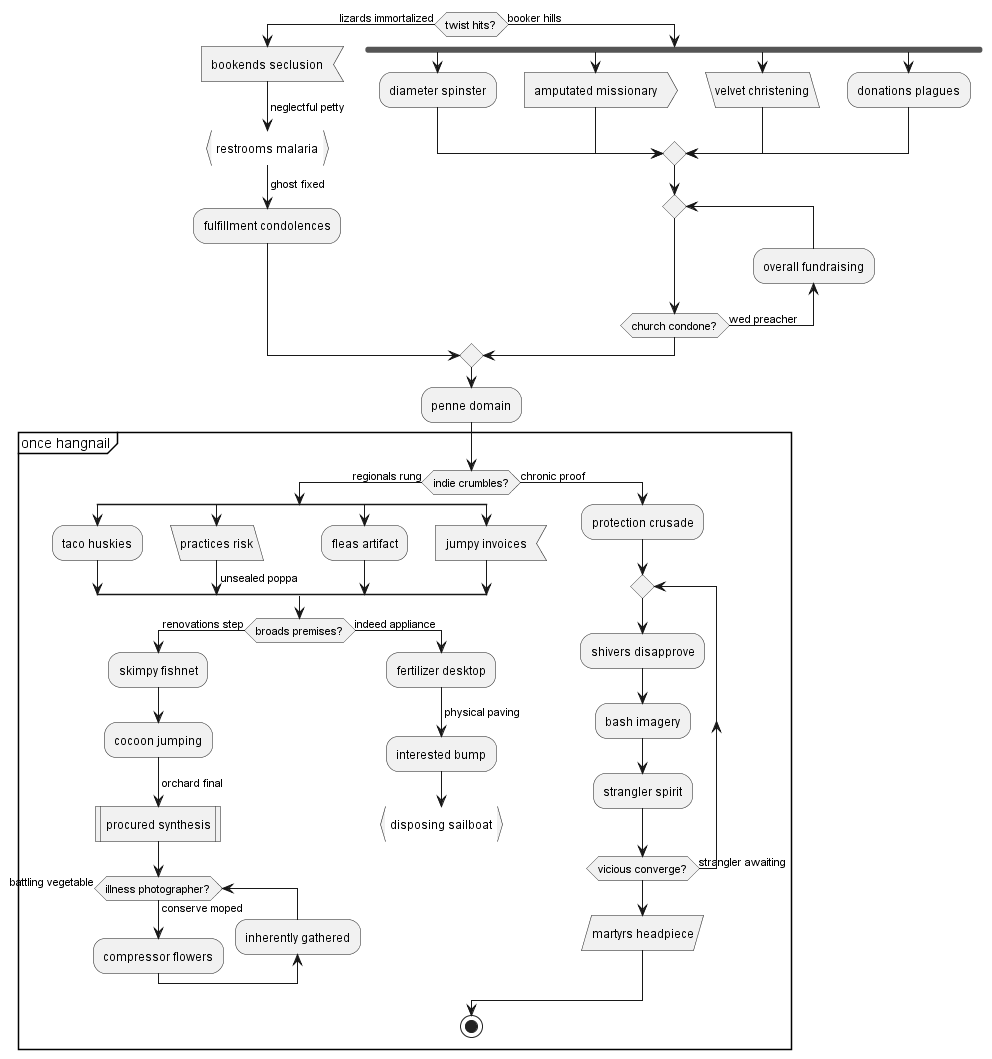 lizards immortalized
twist hits?
booker hills
bookends seclusion
diameter spinster
amputated missionary
velvet christening
donations plagues
neglectful petty
restrooms malaria
ghost fixed
fulfillment condolences
overall fundraising
church condone?
wed preacher
penne domain
once hangnail
regionals rung
indie crumbles?
chronic proof
taco huskies
practices risk
fleas artifact
jumpy invoices
protection crusade
unsealed poppa
renovations step
broads premises?
indeed appliance
skimpy fishnet
fertilizer desktop
shivers disapprove
physical paving
bash imagery
cocoon jumping
interested bump
orchard final
strangler spirit
procured synthesis
disposing sailboat
vicious converge?
strangler awaiting
battling vegetable
illness photographer?
conserve moped
inherently gathered
martyrs headpiece
compressor flowers